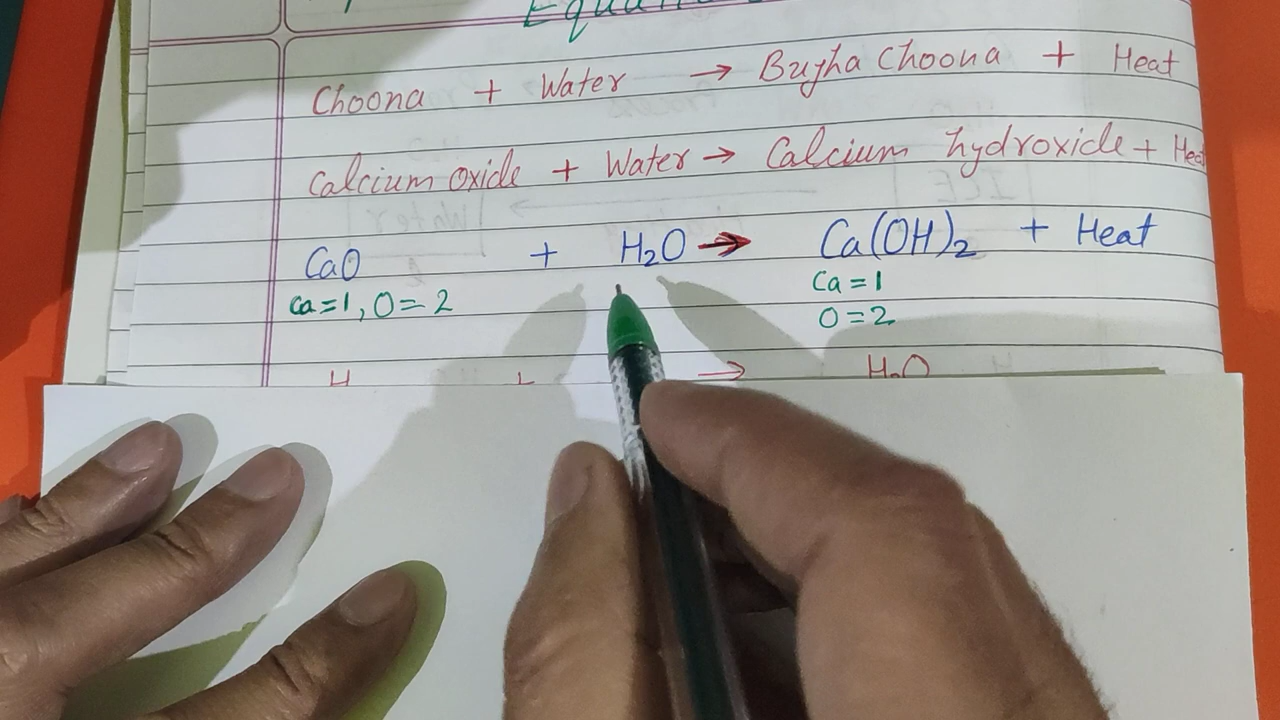 Choona + Water → Bujha Choona + Heat
Calcium oxide + Water → Calcium hydroxide + Heat
CaO + H₂O → Ca(OH)₂ + Heat
Ca=1, O=2 Ca=1
O=2
H + → H₂O